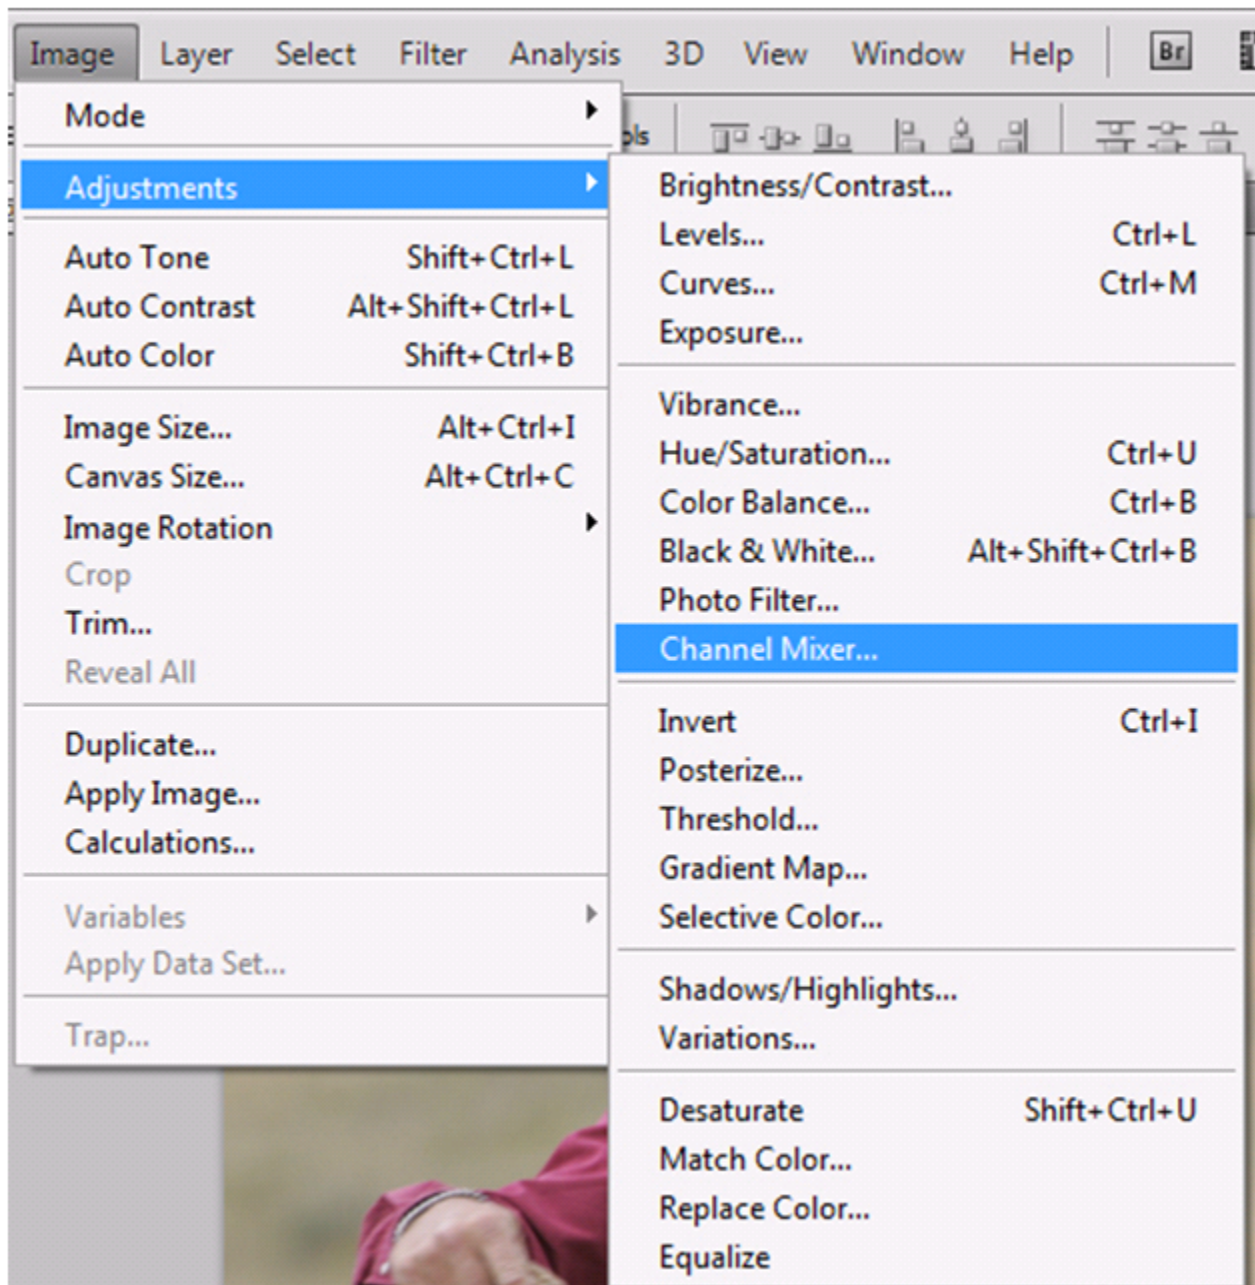 Image Layer Select Filter Analysis 3D View Window Help Br
Mode
Adjustments
Auto Tone Shift+Ctrl+L
Auto Contrast Alt+Shift+Ctrl+L
Auto Color Shift+Ctrl+B
Image Size... Alt+Ctrl+I
Canvas Size... Alt+Ctrl+C
Image Rotation
Crop
Trim...
Reveal All
Duplicate...
Apply Image...
Calculations...
Variables
Apply Data Set...
Trap...
Brightness/Contrast...
Levels... Ctrl+L
Curves... Ctrl+M
Exposure...
Vibrance...
Hue/Saturation... Ctrl+U
Color Balance... Ctrl+B
Black & White... Alt+Shift+Ctrl+B
Photo Filter...
Channel Mixer...
Invert Ctrl+I
Posterize...
Threshold...
Gradient Map...
Selective Color...
Shadows/Highlights...
Variations...
Desaturate Shift+Ctrl+U
Match Color...
Replace Color...
Equalize